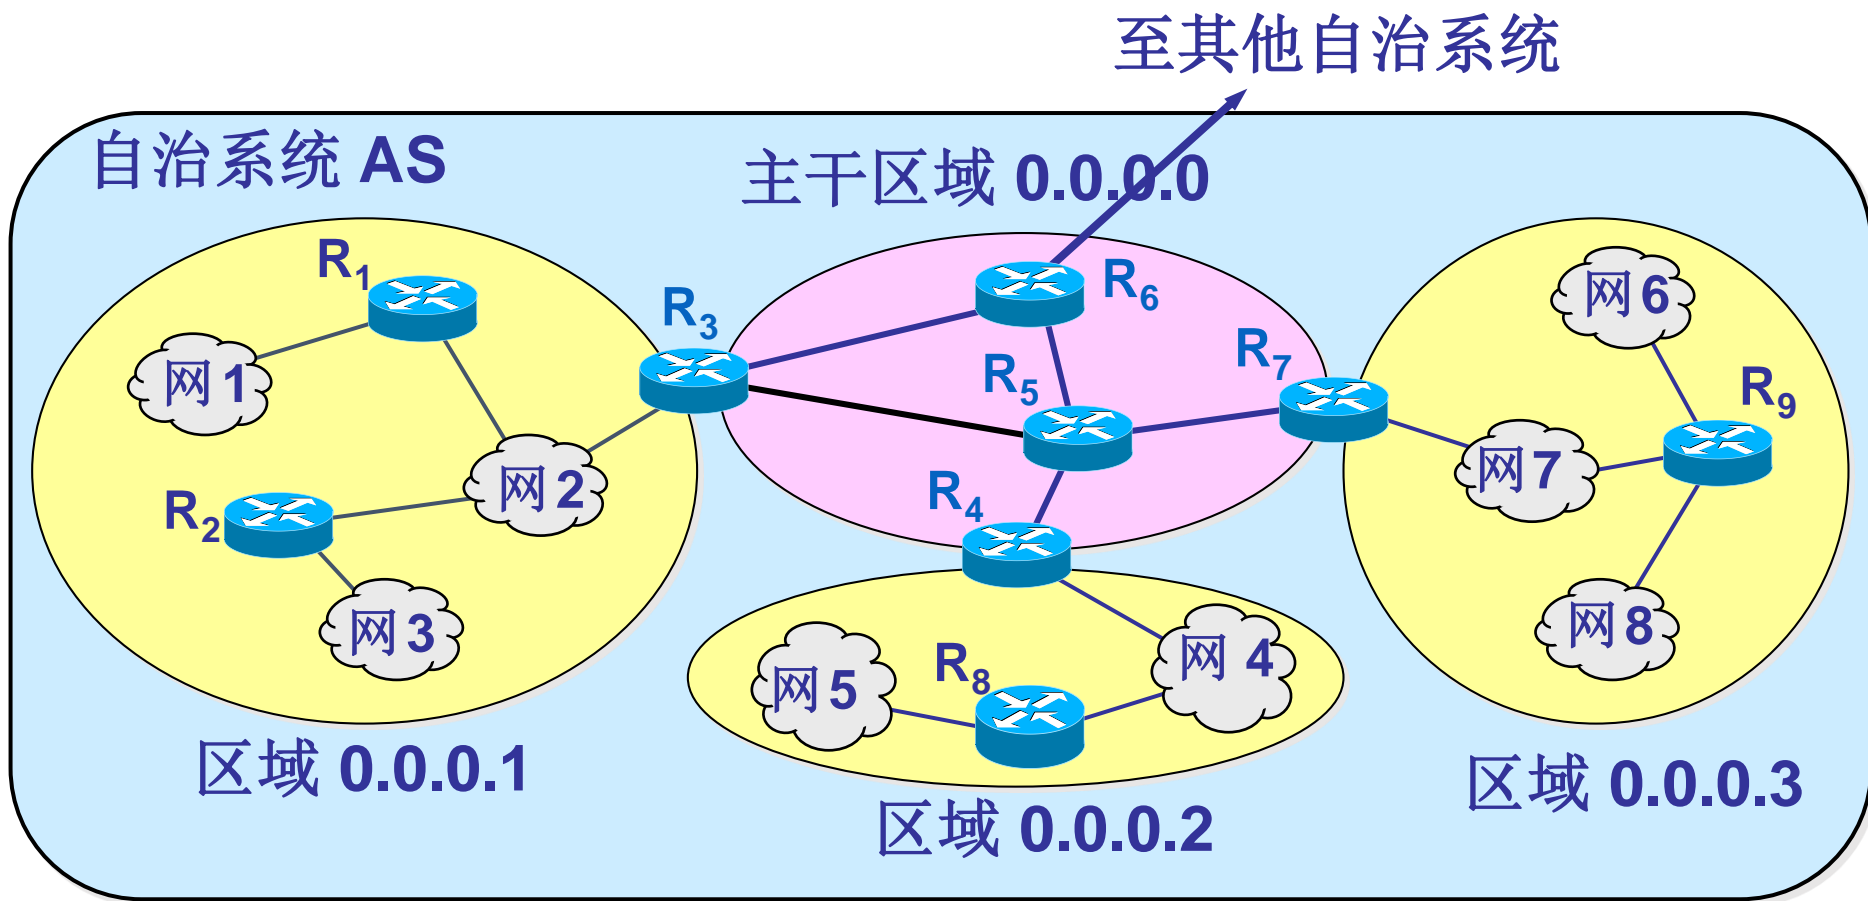 至其他自治系统
自治系统 AS
主干区域 0.0.0.0
R1
R3
R6
R7
R5
R9
R2
R4
R8
网1
网2
网3
网5
网 4
网6
网7
网8
区域 0.0.0.1
区域 0.0.0.2
区域 0.0.0.3